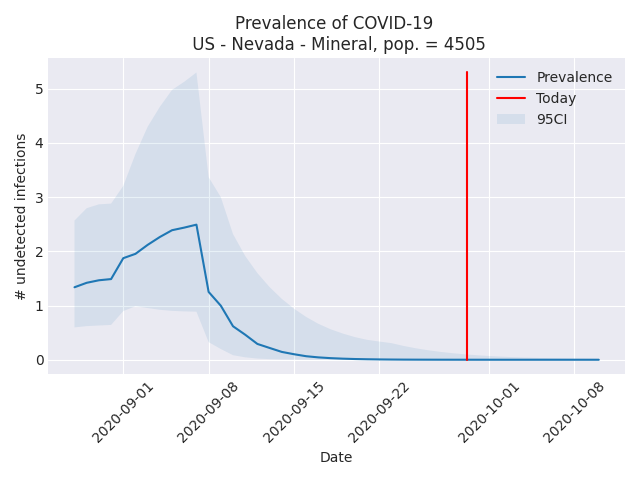 Prevalence of COVID-19
US - Nevada - Mineral, pop. = 4505
Prevalence
Today
95CI
# undetected infections
5
4
3
2
1
0
2020-09-01
2020-09-08
2020-09-15
2020-09-22
2020-10-01
2020-10-08
Date